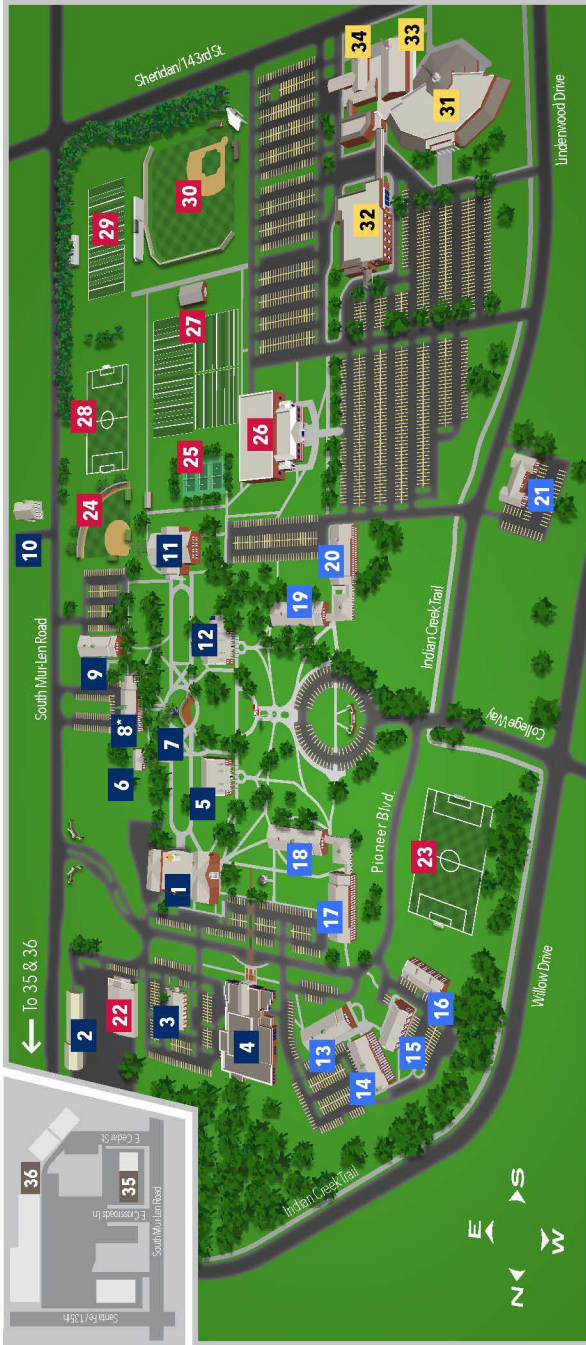 Santa Fe / 135th
36
E Cedar St.
35
E Crossroads Ln
South Mur-Len Road
← To 35 & 36
South Mur-Len Road
10
Sheridan/143rd St.
2
22
3
4
1
6
8*
9
7
5
12
11
24
28
29
25
27
30
26
34
33
32
31
13
14
15
16
17
18
19
20
Pioneer Blvd.
23
21
Indian Creek Trail
Indian Creek Trail
College Way
Willow Drive
Lindenwood Drive
N
E
S
W